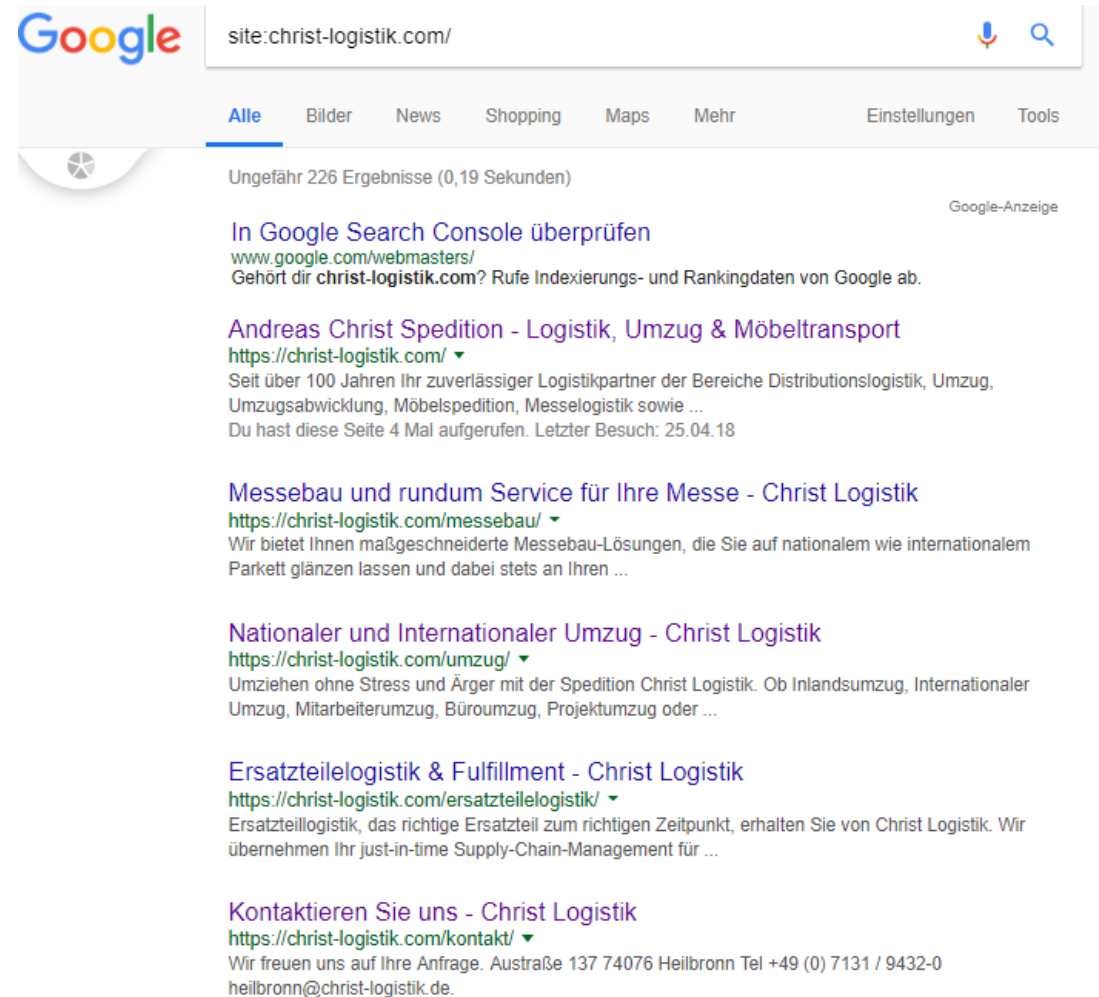 Google
site:christ-logistik.com/
Alle Bilder News Shopping Maps Mehr Einstellungen Tools
Ungefähr 226 Ergebnisse (0,19 Sekunden)
Google-Anzeige
In Google Search Console überprüfen
www.google.com/webmasters/
Gehört dir christ-logistik.com? Rufe Indexierungs- und Rankingdaten von Google ab.
Andreas Christ Spedition - Logistik, Umzug & Möbeltransport
https://christ-logistik.com/
Seit über 100 Jahren Ihr zuverlässiger Logistikpartner der Bereiche Distributionslogistik, Umzug,
Umzugsabwicklung, Möbelspedition, Messelogistik sowie ...
Du hast diese Seite 4 Mal aufgerufen. Letzter Besuch: 25.04.18
Messebau und rundum Service für Ihre Messe - Christ Logistik
https://christ-logistik.com/messebau/
Wir bietet Ihnen maßgeschneiderte Messebau-Lösungen, die Sie auf nationalem wie internationalem
Parkett glänzen lassen und dabei stets an Ihren ...
Nationaler und Internationaler Umzug - Christ Logistik
https://christ-logistik.com/umzug/
Umziehen ohne Stress und Ärger mit der Spedition Christ Logistik. Ob Inlandsumzug, Internationaler
Umzug, Mitarbeiterumzug, Büroumzug, Projektumzug oder ...
Ersatzteilelogistik & Fulfillment - Christ Logistik
https://christ-logistik.com/ersatzteilelogistik/
Ersatzteillogistik, das richtige Ersatzteil zum richtigen Zeitpunkt, erhalten Sie von Christ Logistik. Wir
übernehmen Ihr just-in-time Supply-Chain-Management für ...
Kontaktieren Sie uns - Christ Logistik
https://christ-logistik.com/kontakt/
Wir freuen uns auf Ihre Anfrage. Austraße 137 74076 Heilbronn Tel +49 (0) 7131 / 9432-0
heilbronn@christ-logistik.de.